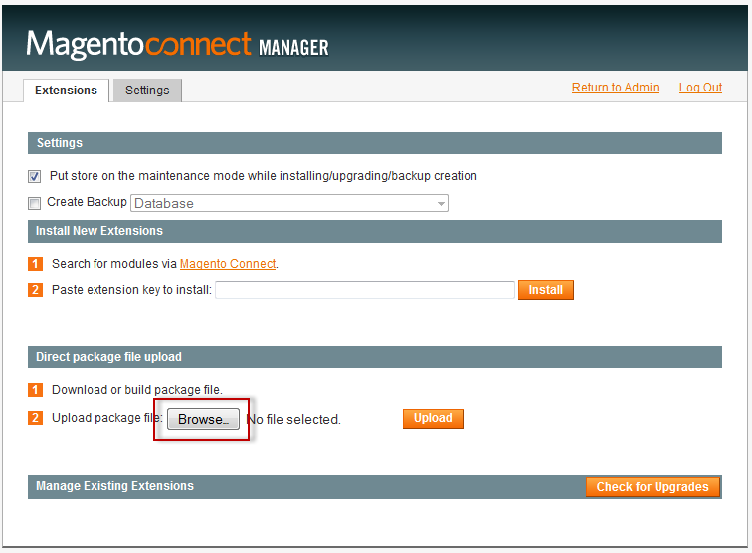 Magentoconnect MANAGER
Extensions Settings Return to Admin Log Out
Settings
Put store on the maintenance mode while installing/upgrading/backup creation
Create Backup Database
Install New Extensions
1 Search for modules via Magento Connect.
2 Paste extension key to install: Install
Direct package file upload
1 Download or build package file.
2 Upload package file: Browse... No file selected. Upload
Manage Existing Extensions Check for Upgrades